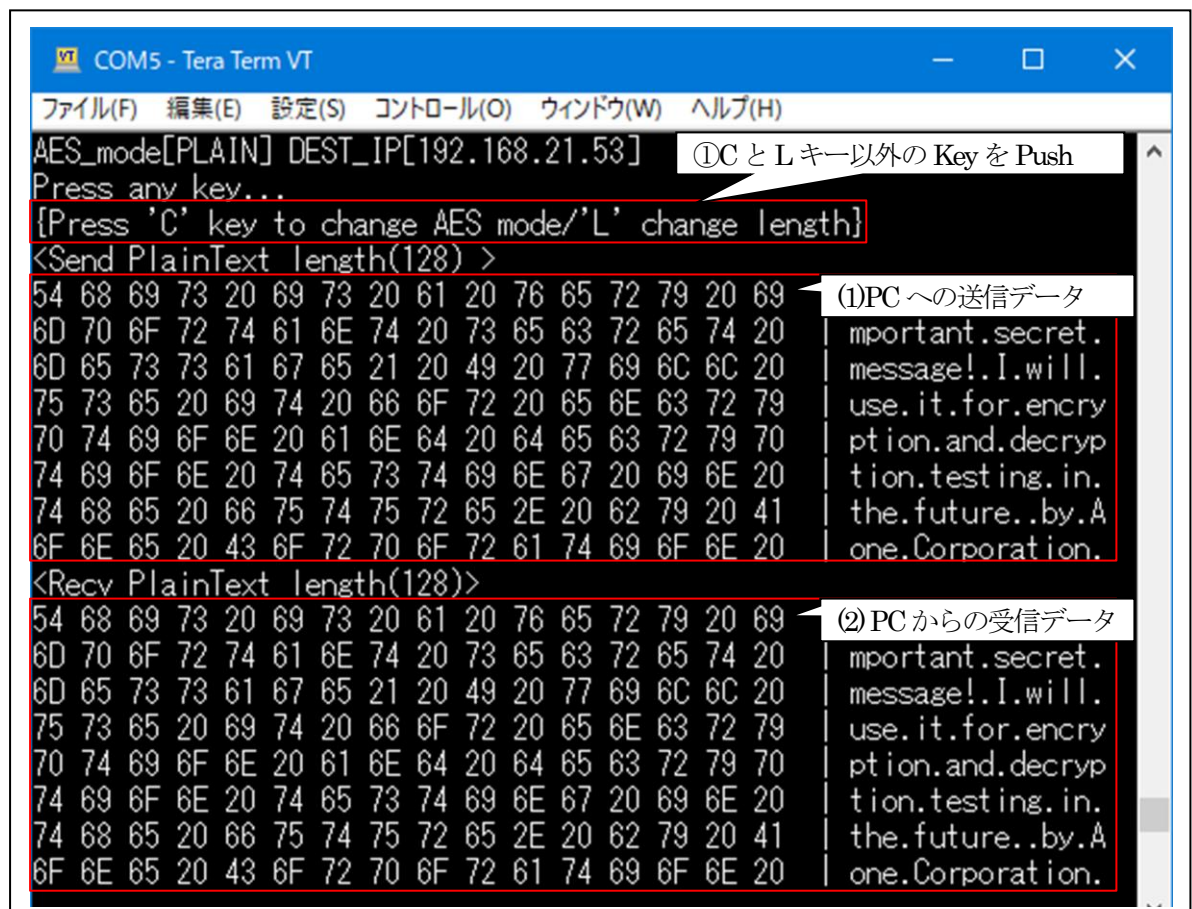 COM5 - Tera Term VT
ファイル(F) 編集(E) 設定(S) コントロール(O) ウィンドウ(W) ヘルプ(H)
AES_mode[PLAIN] DEST_IP[192.168.21.53]
①C と L キー以外の Key を Push
Press any key...
{Press 'C' key to change AES mode/'L' change length}
<Send PlainText length(128) >
54 68 69 73 20 69 73 20 61 20 76 65 72 79 20 69
(1)PC への送信データ
6D 70 6F 72 74 61 6E 74 20 73 65 63 72 65 74 20 | mportant.secret.
6D 65 73 73 61 67 65 21 20 49 20 77 69 6C 6C 20 | message!.I.will.
75 73 65 20 69 74 20 66 6F 72 20 65 6E 63 72 79 | use.it.for.encry
70 74 69 6F 6E 20 61 6E 64 20 64 65 63 72 79 70 | ption.and.decryp
74 69 6F 6E 20 74 65 73 74 69 6E 67 20 69 6E 20 | tion.testing.in.
74 68 65 20 66 75 74 75 72 65 2E 20 62 79 20 41 | the.future..by.A
6F 6E 65 20 43 6F 72 70 6F 72 61 74 69 6F 6E 20 | one.Corporation.
<Recv PlainText length(128)>
54 68 69 73 20 69 73 20 61 20 76 65 72 79 20 69
(2) PC からの受信データ
6D 70 6F 72 74 61 6E 74 20 73 65 63 72 65 74 20 | mportant.secret.
6D 65 73 73 61 67 65 21 20 49 20 77 69 6C 6C 20 | message!.I.will.
75 73 65 20 69 74 20 66 6F 72 20 65 6E 63 72 79 | use.it.for.encry
70 74 69 6F 6E 20 61 6E 64 20 64 65 63 72 79 70 | ption.and.decryp
74 69 6F 6E 20 74 65 73 74 69 6E 67 20 69 6E 20 | tion.testing.in.
74 68 65 20 66 75 74 75 72 65 2E 20 62 79 20 41 | the.future..by.A
6F 6E 65 20 43 6F 72 70 6F 72 61 74 69 6F 6E 20 | one.Corporation.